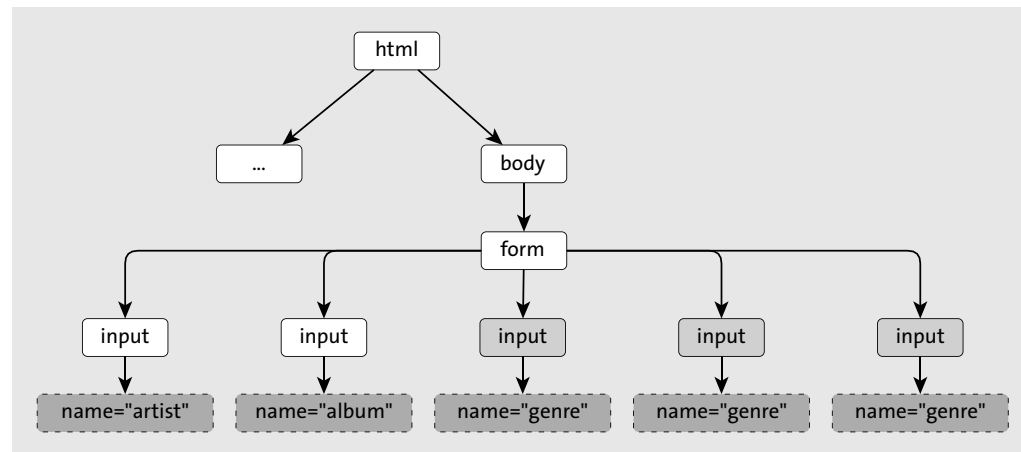 html
...
body
form
input
input
input
input
input
name="artist"
name="album"
name="genre"
name="genre"
name="genre"